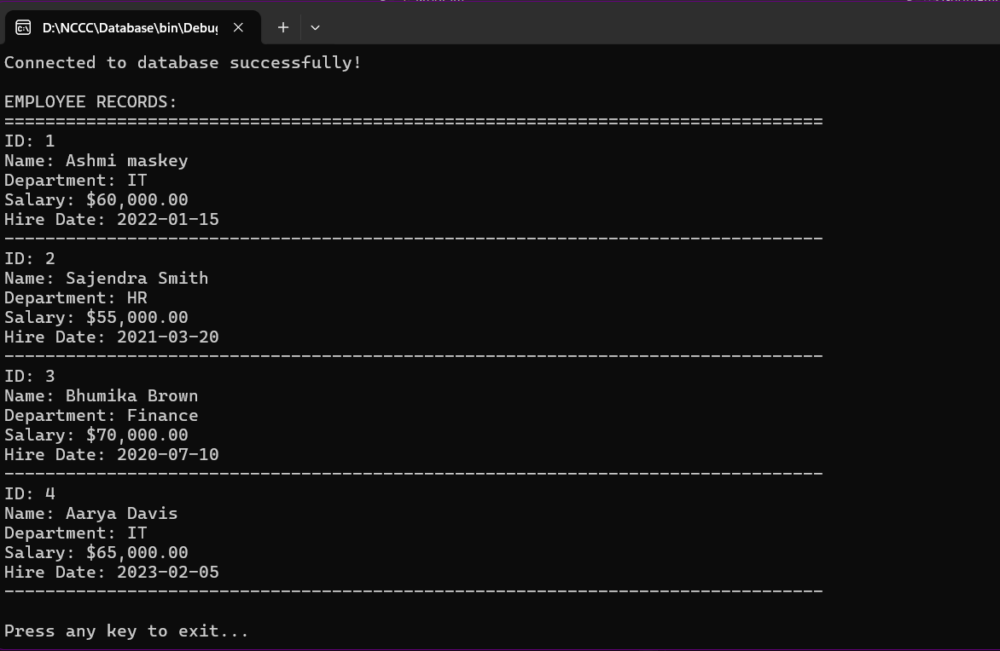 D:\NCCC\Database\bin\Debug
Connected to database successfully!
EMPLOYEE RECORDS:
================================================================================
ID: 1
Name: Ashmi maskey
Department: IT
Salary: $60,000.00
Hire Date: 2022-01-15
--------------------------------------------------------------------------------
ID: 2
Name: Sajendra Smith
Department: HR
Salary: $55,000.00
Hire Date: 2021-03-20
--------------------------------------------------------------------------------
ID: 3
Name: Bhumika Brown
Department: Finance
Salary: $70,000.00
Hire Date: 2020-07-10
--------------------------------------------------------------------------------
ID: 4
Name: Aarya Davis
Department: IT
Salary: $65,000.00
Hire Date: 2023-02-05
--------------------------------------------------------------------------------
Press any key to exit...